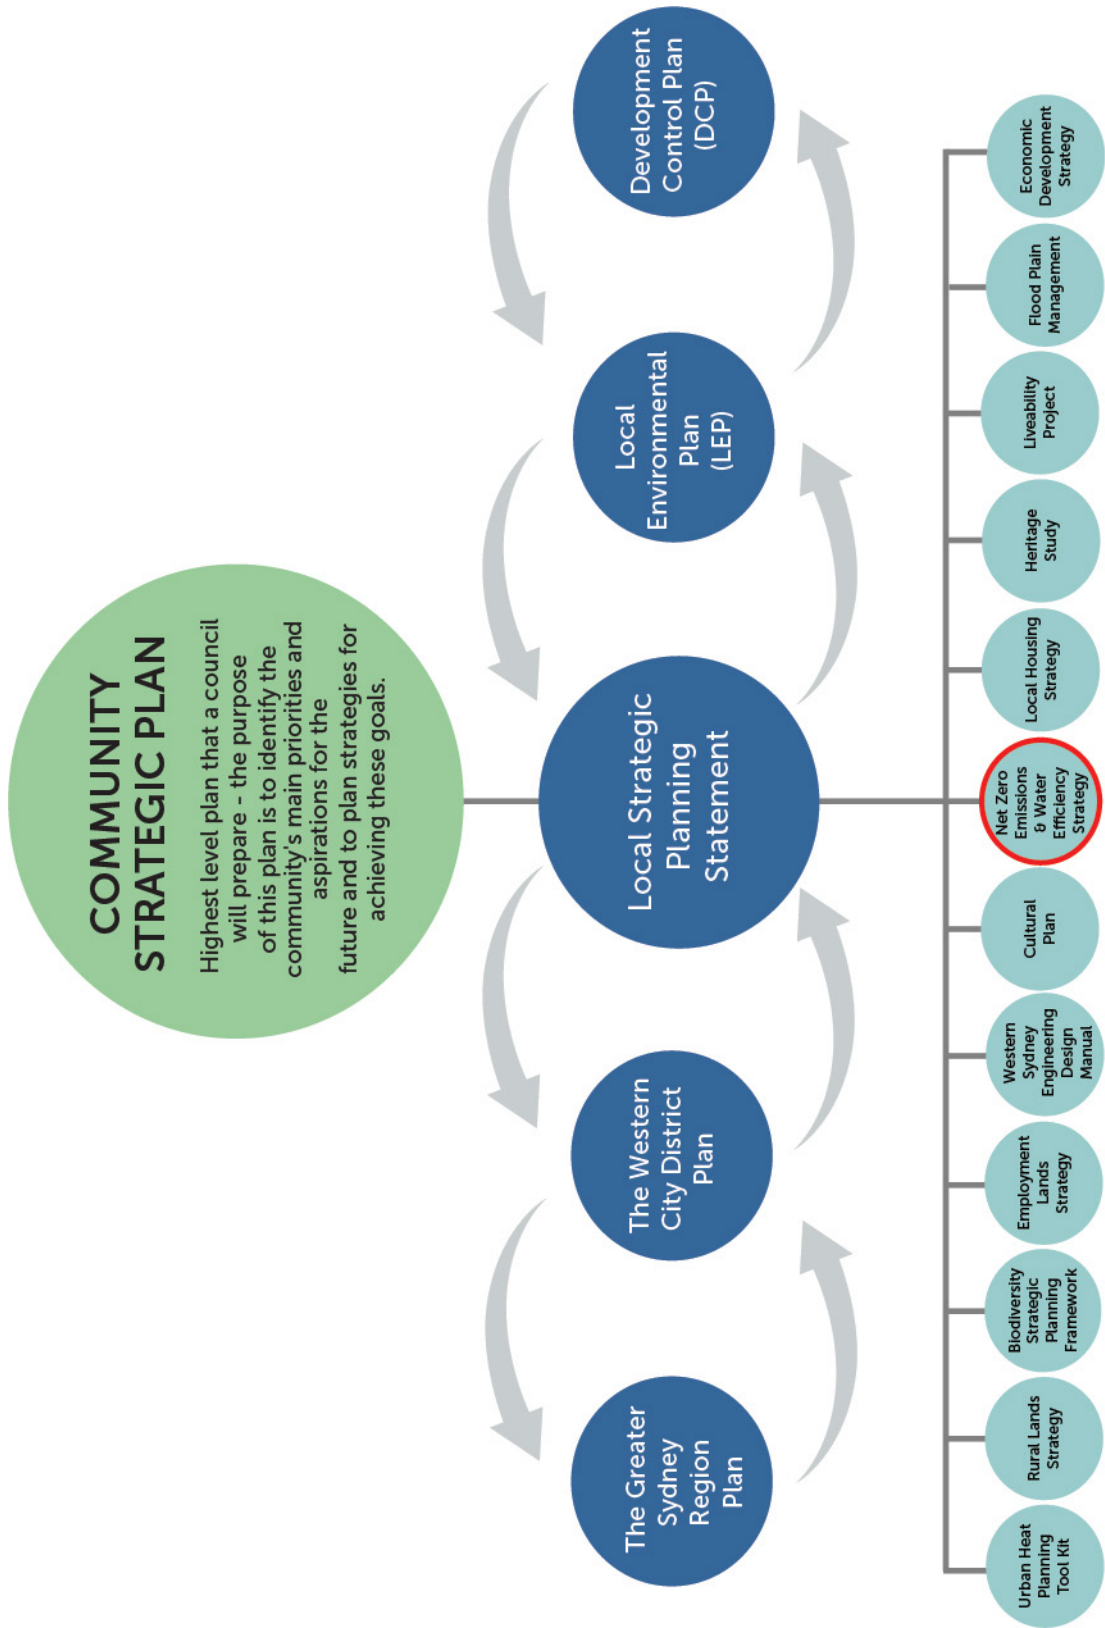 COMMUNITY
STRATEGIC PLAN
Highest level plan that a council
will prepare - the purpose
of this plan is to identify the
community's main priorities and
aspirations for the
future and to plan strategies for
achieving these goals.
The Greater
Sydney
Region
Plan
The Western
City District
Plan
Local Strategic
Planning
Statement
Local
Environmental
Plan
(LEP)
Development
Control Plan
(DCP)
Urban Heat
Planning
Tool Kit
Rural Lands
Strategy
Biodiversity
Strategic
Planning
Framework
Employment
Lands
Strategy
Western
Sydney
Engineering
Design
Manual
Cultural
Plan
Net Zero
Emissions
& Water
Efficiency
Strategy
Local Housing
Strategy
Heritage
Study
Liveability
Project
Flood Plain
Management
Economic
Development
Strategy